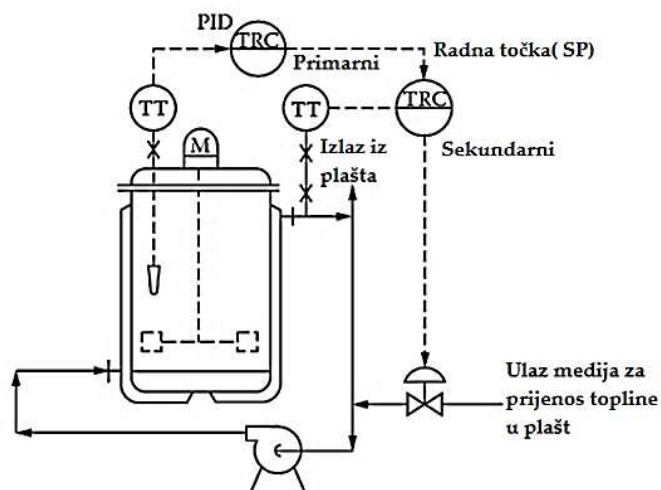 PID
TRC
Primarni
Radna točka( SP)
TT
TT
TRC
M
Izlaz iz
plašta
Sekundarni
Ulaz medija za
prijenos topline
u plašt